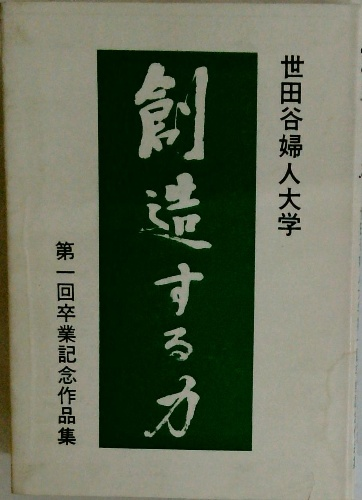 世田谷婦人大学
創造する力
第一回卒業記念作品集